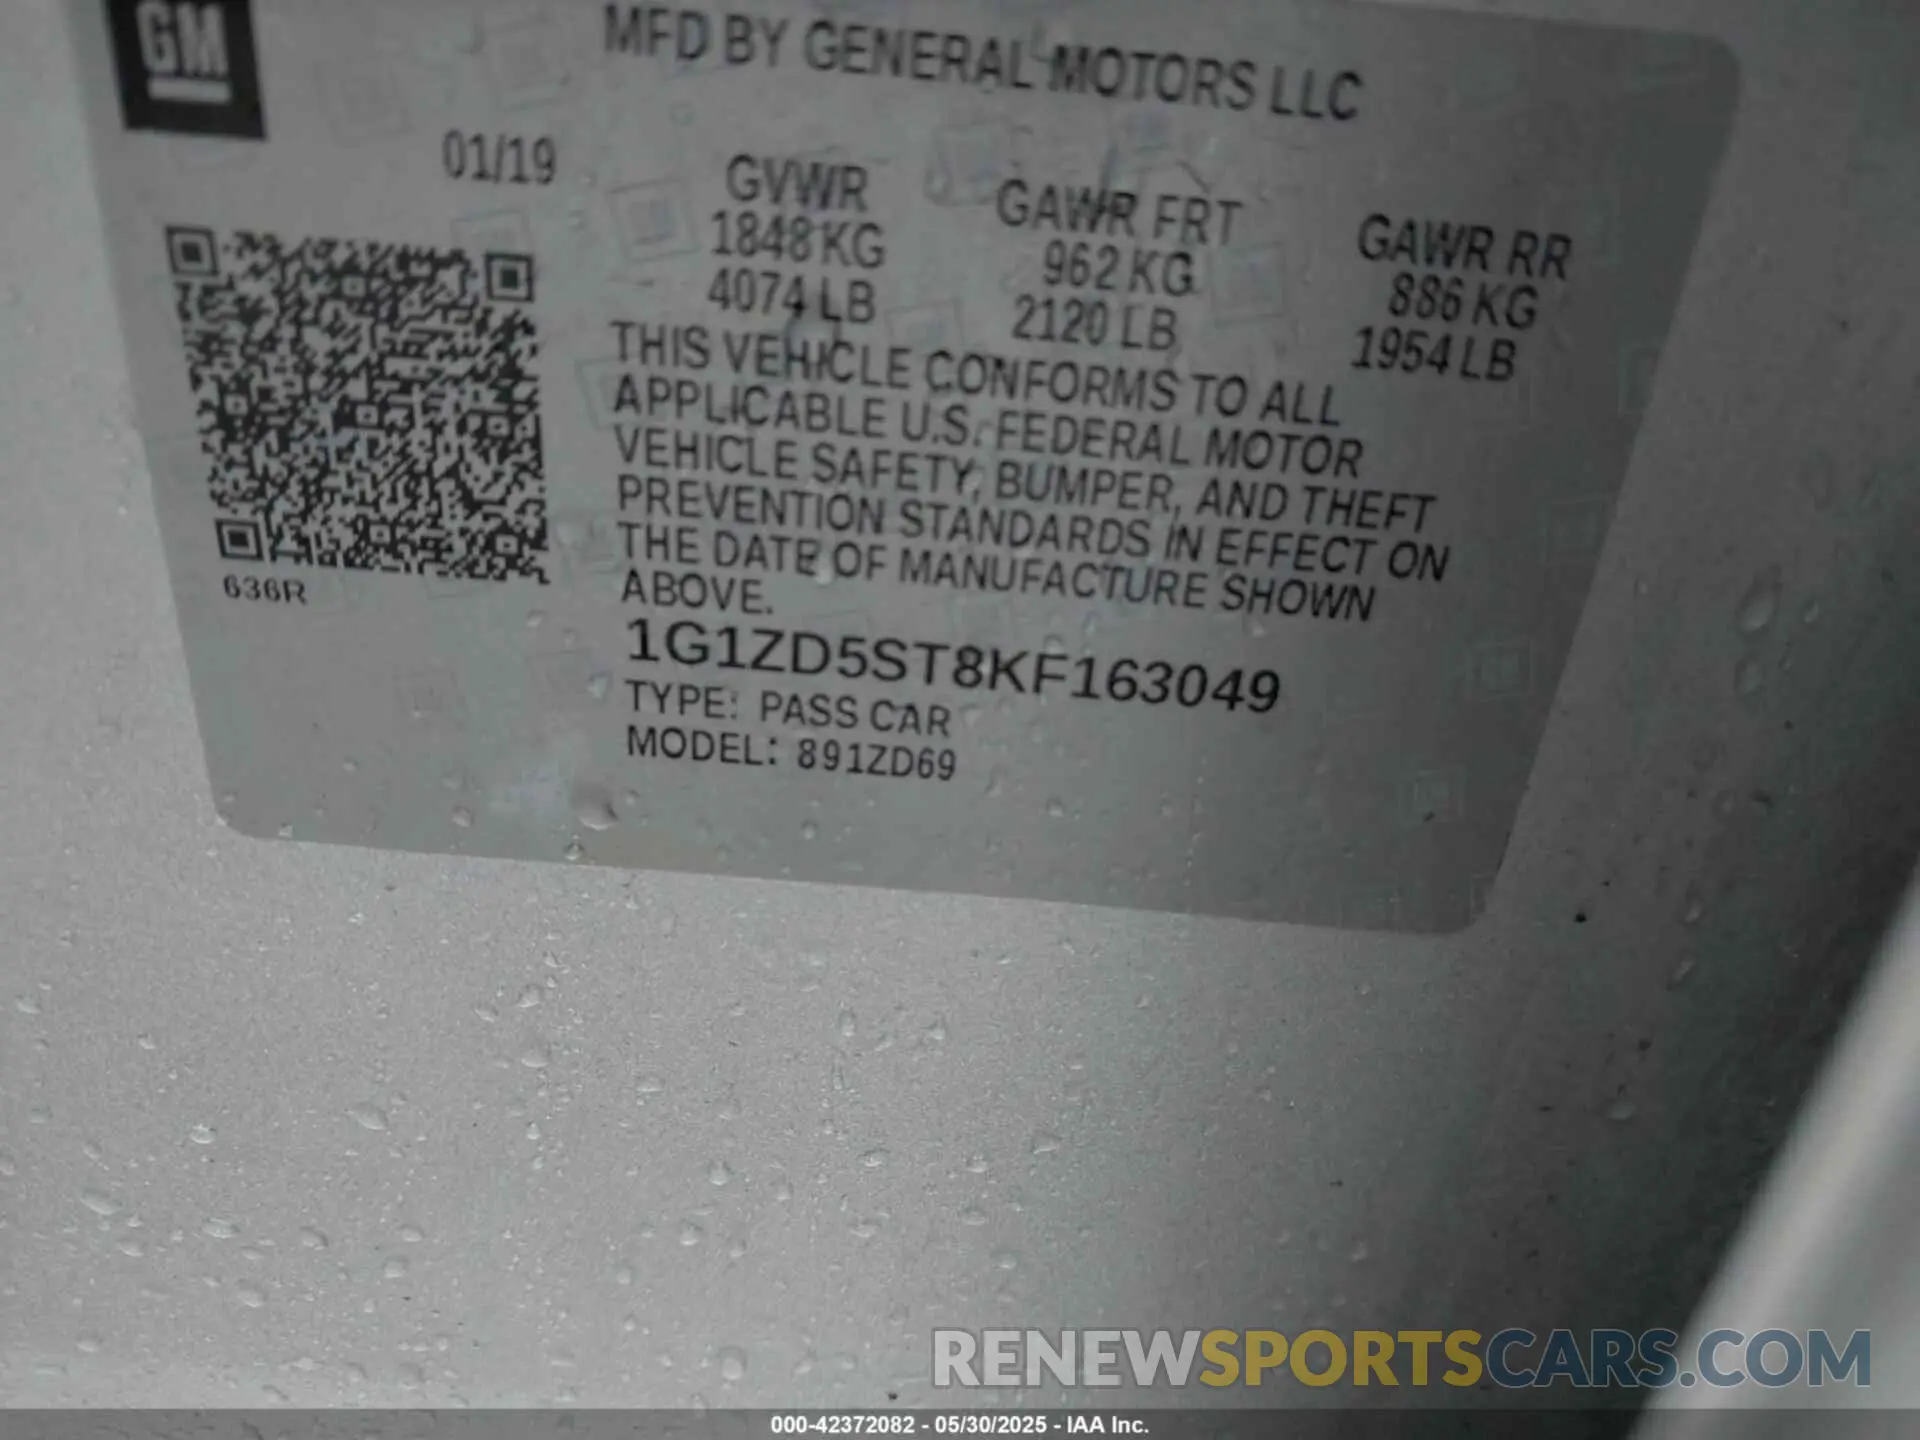 GM
MFD BY GENERAL MOTORS LLC
01/19
GVWR
1848 KG
4074 LB
GAWR FRT
962 KG
2120 LB
GAWR RR
886 KG
1954 LB
THIS VEHICLE CONFORMS TO ALL
APPLICABLE U.S. FEDERAL MOTOR
VEHICLE SAFETY, BUMPER, AND THEFT
PREVENTION STANDARDS IN EFFECT ON
THE DATE OF MANUFACTURE SHOWN
ABOVE.
636R
1G1ZD5ST8KF163049
TYPE: PASS CAR
MODEL: 891ZD69
RENEWSPORTSCARS.COM
000-42372082 - 05/30/2025 - IAA Inc.